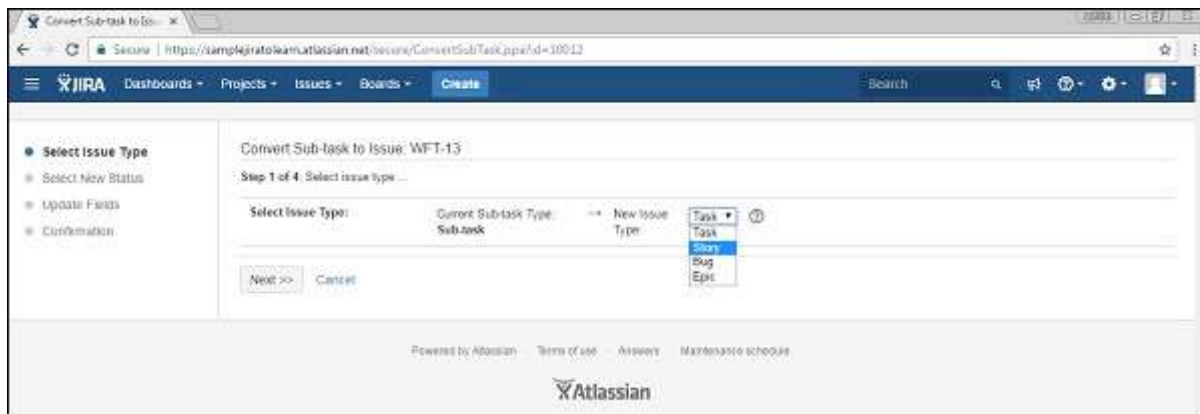 Convert Sub-task to Iss...
Secure | https://samplejiratolearn.atlassian.net/secure/ConvertSubTask.jspa?id=10013
JIRA Dashboards Projects Issues Boards Create Search
Select Issue Type
Select New Status
Update Fields
Confirmation
Convert Sub-task to Issue: WFT-13
Step 1 of 4: Select issue type ...
Select Issue Type: Current Sub-task Type: → New Issue Task
Sub-task Type:
Task
Story
Bug
Epic
Next >> Cancel
Powered by Atlassian Terms of use Answers Maintenance schedule
Atlassian